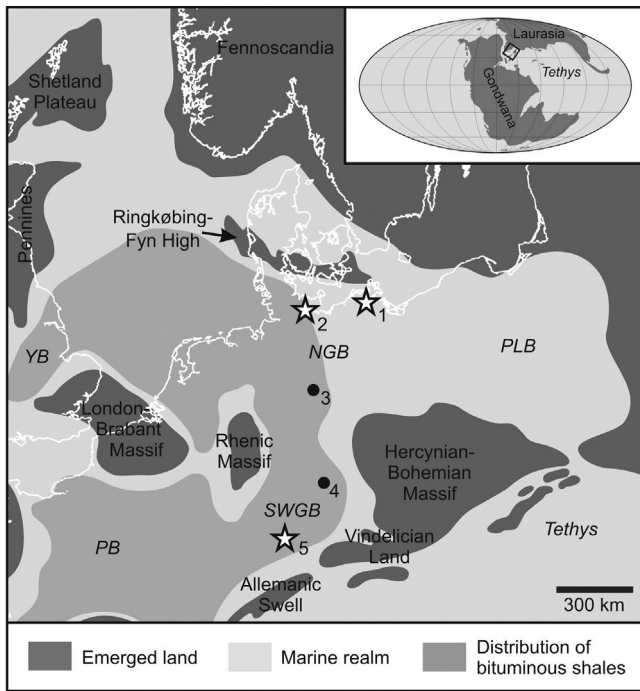 Fennoscandia
Shetland
Plateau
Laurasia
Tethys
Gondwana
Pennines
Ringkøbing-
Fyn High
1
2
NGB
PLB
YB
3
London-
Brabant
Massif
Rhenic
Massif
Hercynian-
Bohemian
Massif
4
SWGB
Tethys
PB
5
Vindelician
Land
Allemanic
Swell
300 km
Emerged land
Marine realm
Distribution of
bituminous shales